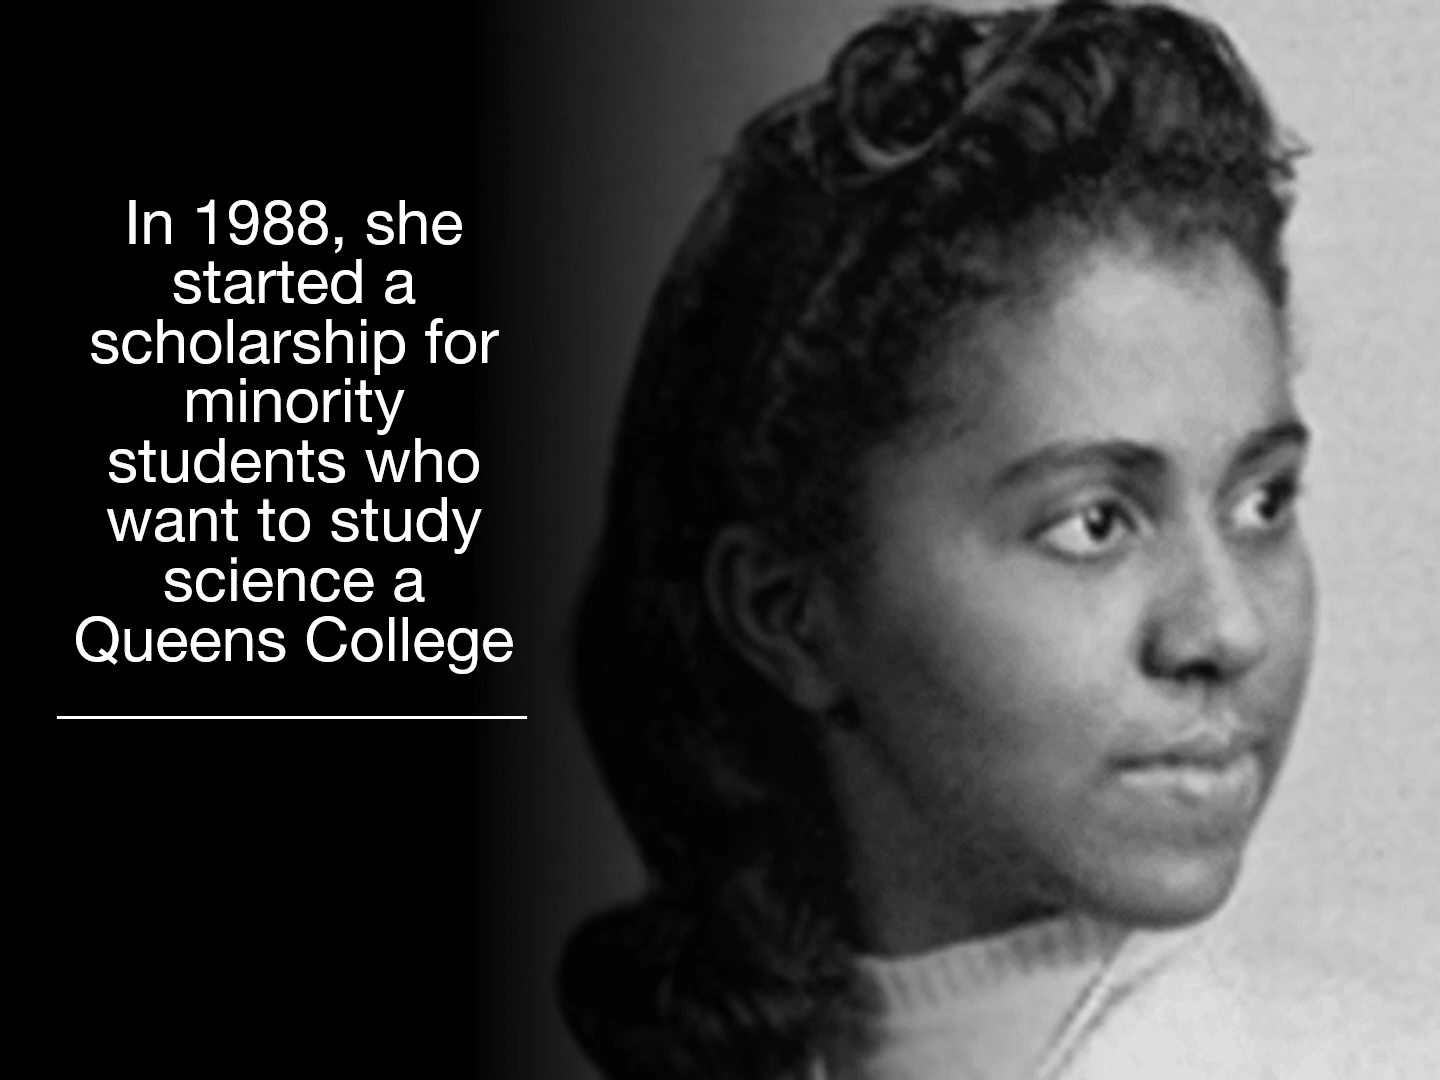 In 1988, she
started a
scholarship for
minority
students who
want to study
science a
Queens College